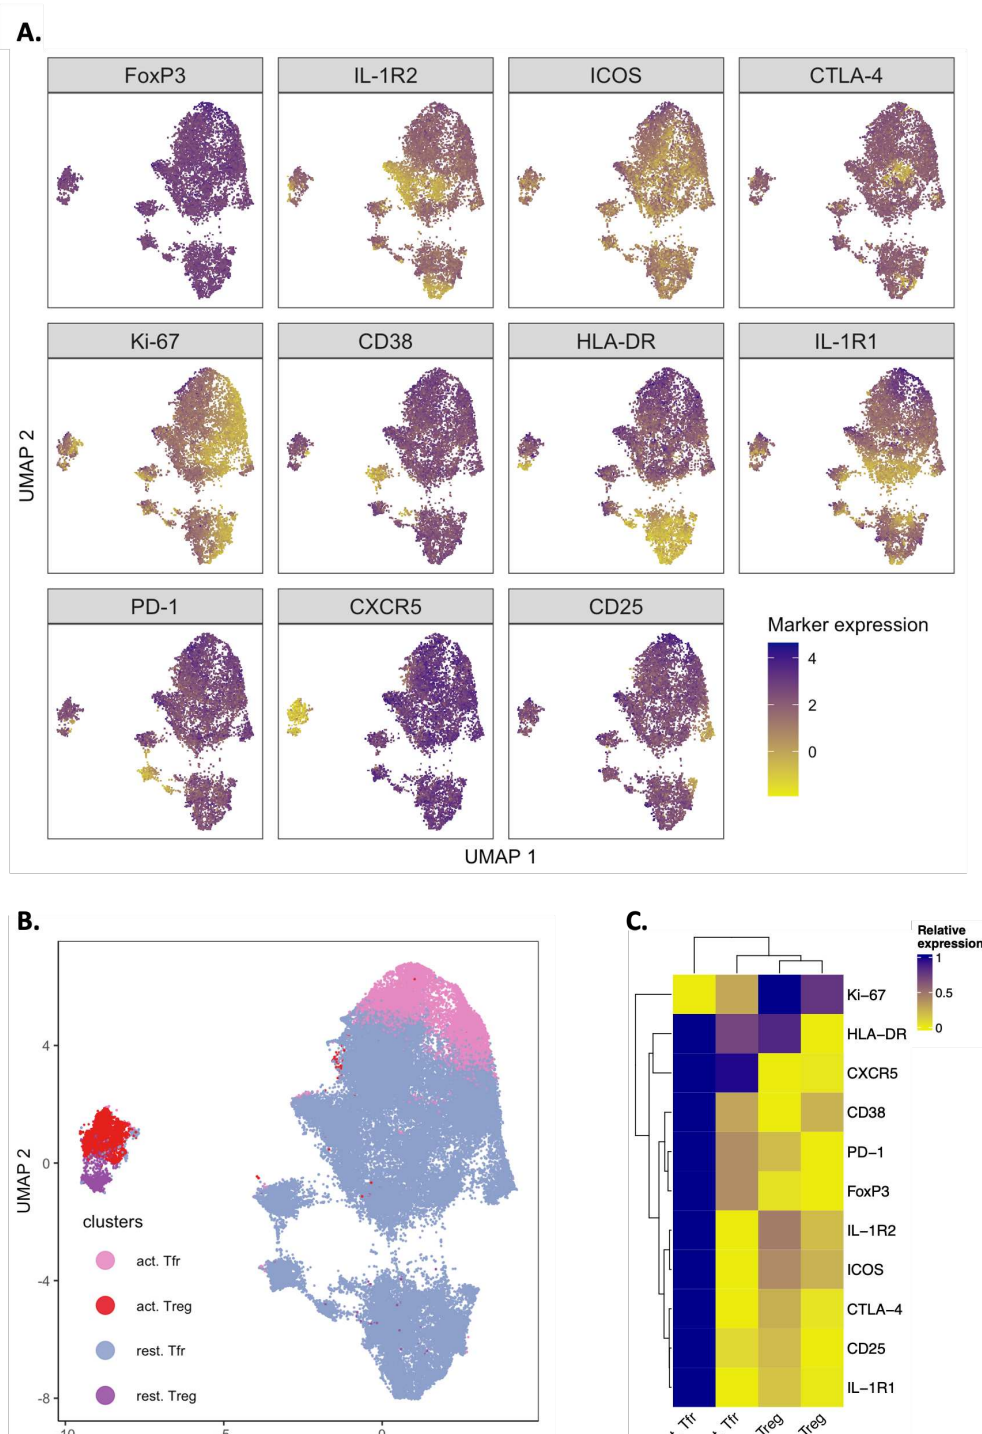 A.
FoxP3 IL-1R2 ICOS CTLA-4
Ki-67 CD38 HLA-DR IL-1R1
UMAP 2
PD-1 CXCR5 CD25
Marker expression
4
2
0
UMAP 1
B.
4
0
-4
-8
UMAP 2
clusters
act. Tfr
act. Treg
rest. Tfr
rest. Treg
C.
Relative
expression
1
0.5
0
Ki-67
HLA-DR
CXCR5
CD38
PD-1
FoxP3
IL-1R2
ICOS
CTLA-4
CD25
IL-1R1
Tfr Tfr Treg Treg